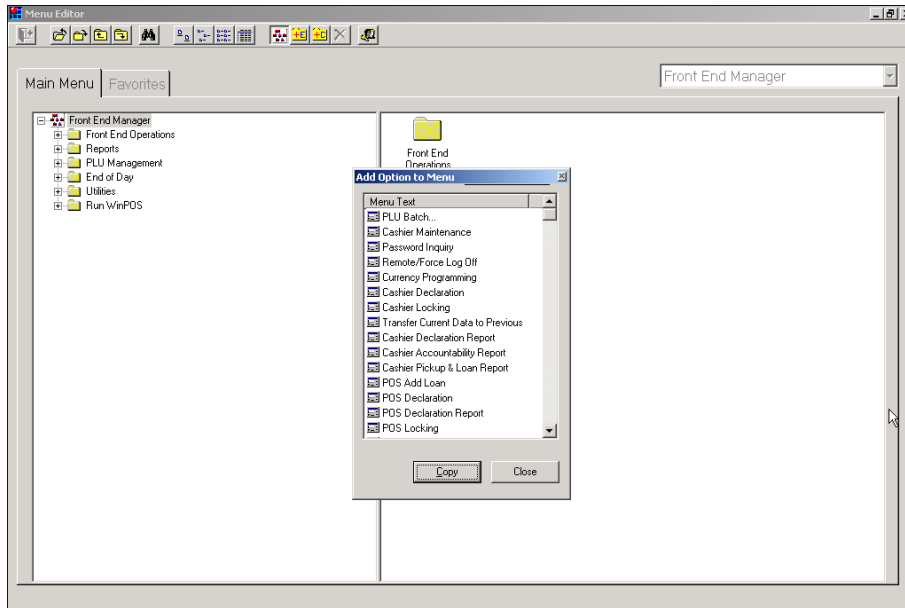 Menu Editor
Main Menu
Favorites
Front End Manager
Front End Manager
Front End Operations
Reports
PLU Management
End of Day
Utilities
Run WinPOS
Front End
Operations
Add Option to Menu
Menu Text
PLU Batch...
Cashier Maintenance
Password Inquiry
Remote/Force Log Off
Currency Programming
Cashier Declaration
Cashier Locking
Transfer Current Data to Previous
Cashier Declaration Report
Cashier Accountability Report
Cashier Pickup & Loan Report
POS Add Loan
POS Declaration
POS Declaration Report
POS Locking
Copy
Close